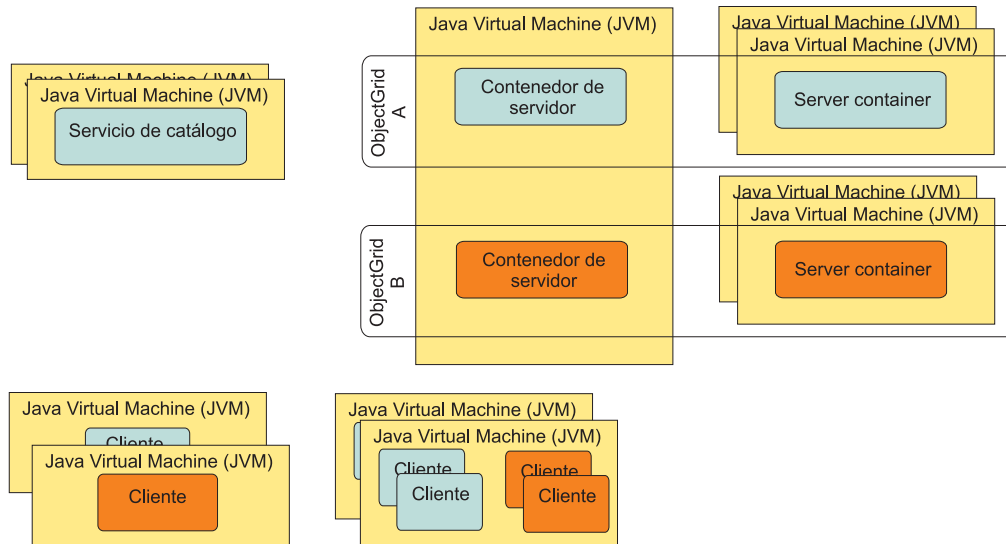 Java Virtual Machine (JVM)
Java Virtual Machine (JVM)
Servicio de catálogo
Java Virtual Machine (JVM)
ObjectGrid
A
Contenedor de
servidor
Java Virtual Machine (JVM)
Java Virtual Machine (JVM)
Server container
ObjectGrid
B
Contenedor de
servidor
Java Virtual Machine (JVM)
Java Virtual Machine (JVM)
Server container
Java Virtual Machine (JVM)
Cliente
Java Virtual Machine (JVM)
Cliente
Java Virtual Machine (JVM)
Java Virtual Machine (JVM)
Cliente
Cliente
Cliente
Cliente